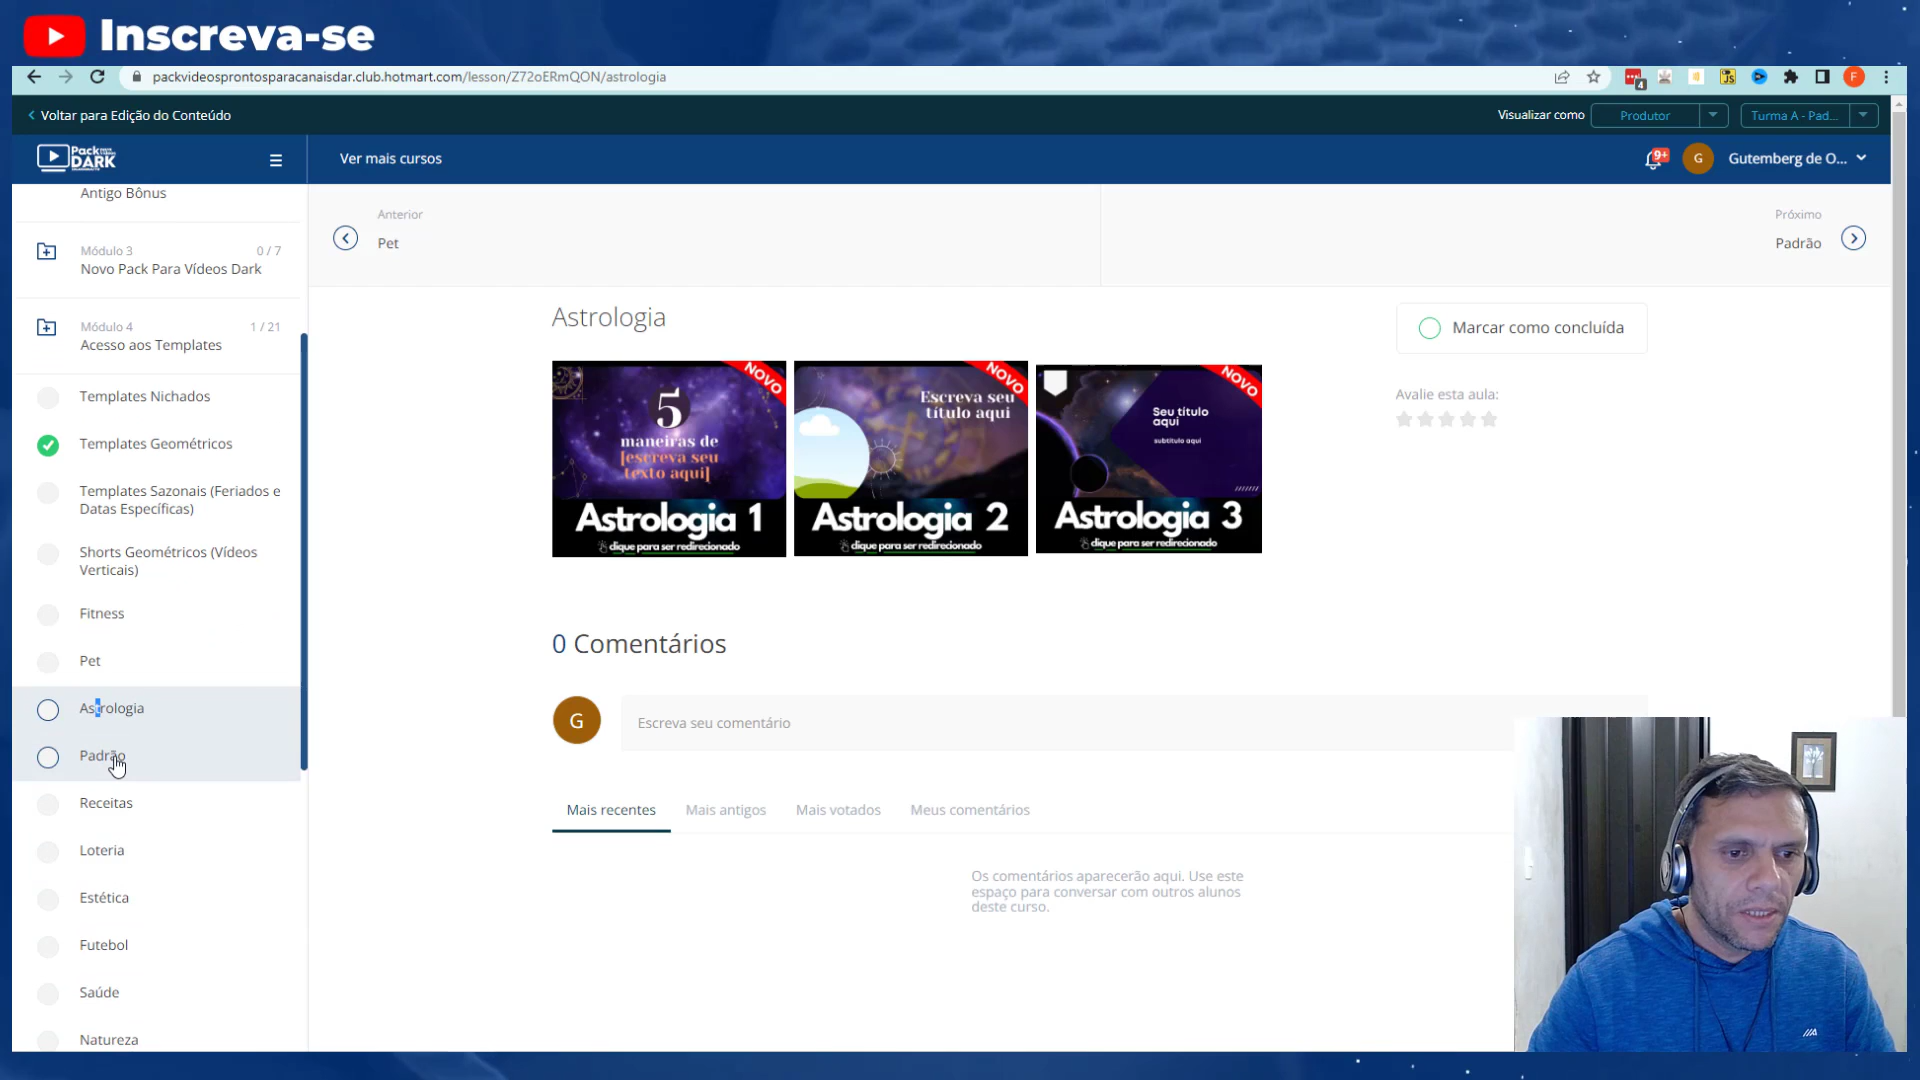 Inscreva-se
packvideosprontosparacanaisdar.club.hotmart.com/lesson/Z72oERmQON/astrologia
4
JS
F
Voltar para Edição do Conteúdo
Visualizar como
Produtor
Turma A - Pad...
Pack
DARK
Ver mais cursos
9+
G
Gutemberg de O...
Antigo Bônus
Módulo 3
0 / 7
Novo Pack Para Vídeos Dark
Módulo 4
1 / 21
Acesso aos Templates
Templates Nichados
Templates Geométricos
Templates Sazonais (Feriados e
Datas Específicas)
Shorts Geométricos (Vídeos
Verticais)
Fitness
Pet
Astrologia
Padrão
Receitas
Loteria
Estética
Futebol
Saúde
Natureza
Anterior
Pet
Próximo
Padrão
Astrologia
NOVO
5
maneiras de
[escreva seu
texto aqui]
Astrologia 1
clique para ser redirecionado
NOVO
Escreva seu
título aqui
Astrologia 2
clique para ser redirecionado
NOVO
Seu título
aqui
subtítulo aqui
Astrologia 3
clique para ser redirecionado
Marcar como concluída
Avalie esta aula:
0 Comentários
G
Escreva seu comentário
Mais recentes
Mais antigos
Mais votados
Meus comentários
Os comentários aparecerão aqui. Use este
espaço para conversar com outros alunos
deste curso.